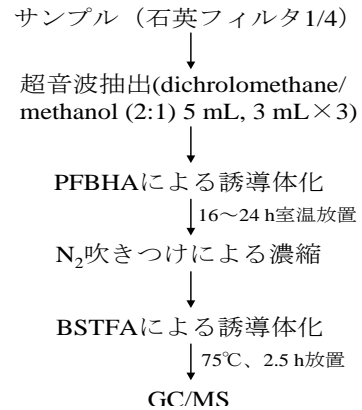 サンプル（石英フィルタ1/4）
超音波抽出(dichrolomethane/
methanol (2:1) 5 mL, 3 mL×3)
PFBHAによる誘導体化
16～24 h室温放置
N₂吹きつけによる濃縮
BSTFAによる誘導体化
75℃、2.5 h放置
GC/MS